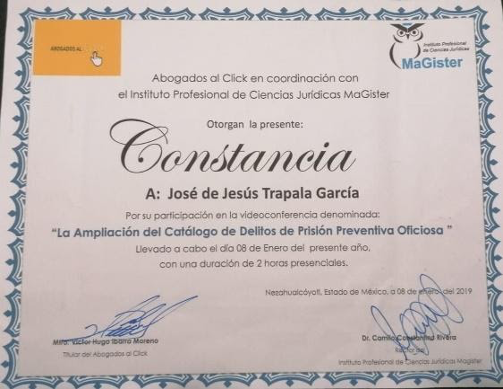 ABOGADOS AL
Instituto Profesional
de Ciencias Jurídicas
MaGister
Abogados al Click en coordinación con
el Instituto Profesional de Ciencias Jurídicas MaGister
Otorgan la presente:
Constancia
A: José de Jesús Trapala García
Por su participación en la videoconferencia denominada:
"La Ampliación del Catálogo de Delitos de Prisión Preventiva Oficiosa "
Llevado a cabo el día 08 de Enero del presente año,
con una duración de 2 horas presenciales.
Nezahualcóyotl, Estado de México, a 08 de enero del 2019
Víctor Hugo Ibarra Moreno
Titular del Abogados al Click
Dr. Camilo Constantino Rivera
Rector del
Instituto Profesional de Ciencias Jurídicas Magister